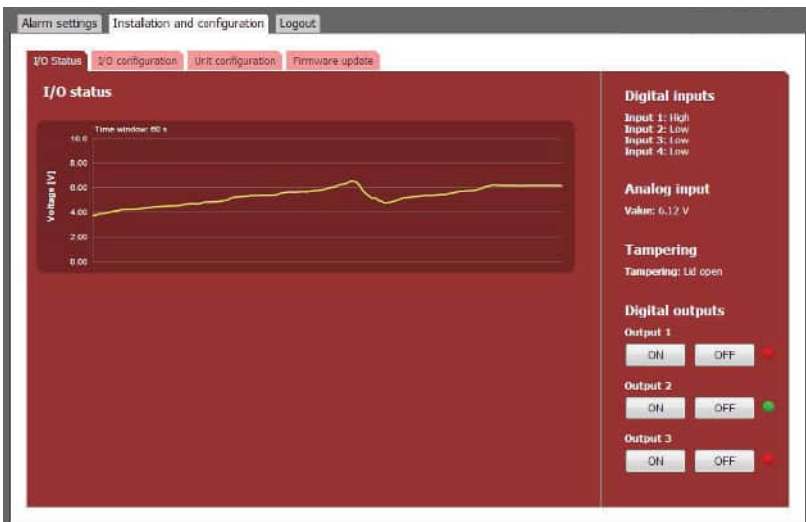 Alarm settings
Installation and configuration
Logout
I/O Status
I/O configuration
Unit configuration
Firmware update
I/O status
Time window: 60 s
Voltage [V]
10.0
8.00
6.00
4.00
2.00
0.00
Digital inputs
Input 1: High
Input 2: Low
Input 3: Low
Input 4: Low
Analog input
Value: 6.12 V
Tampering
Tampering: Lid open
Digital outputs
Output 1
ON OFF
Output 2
ON OFF
Output 3
ON OFF